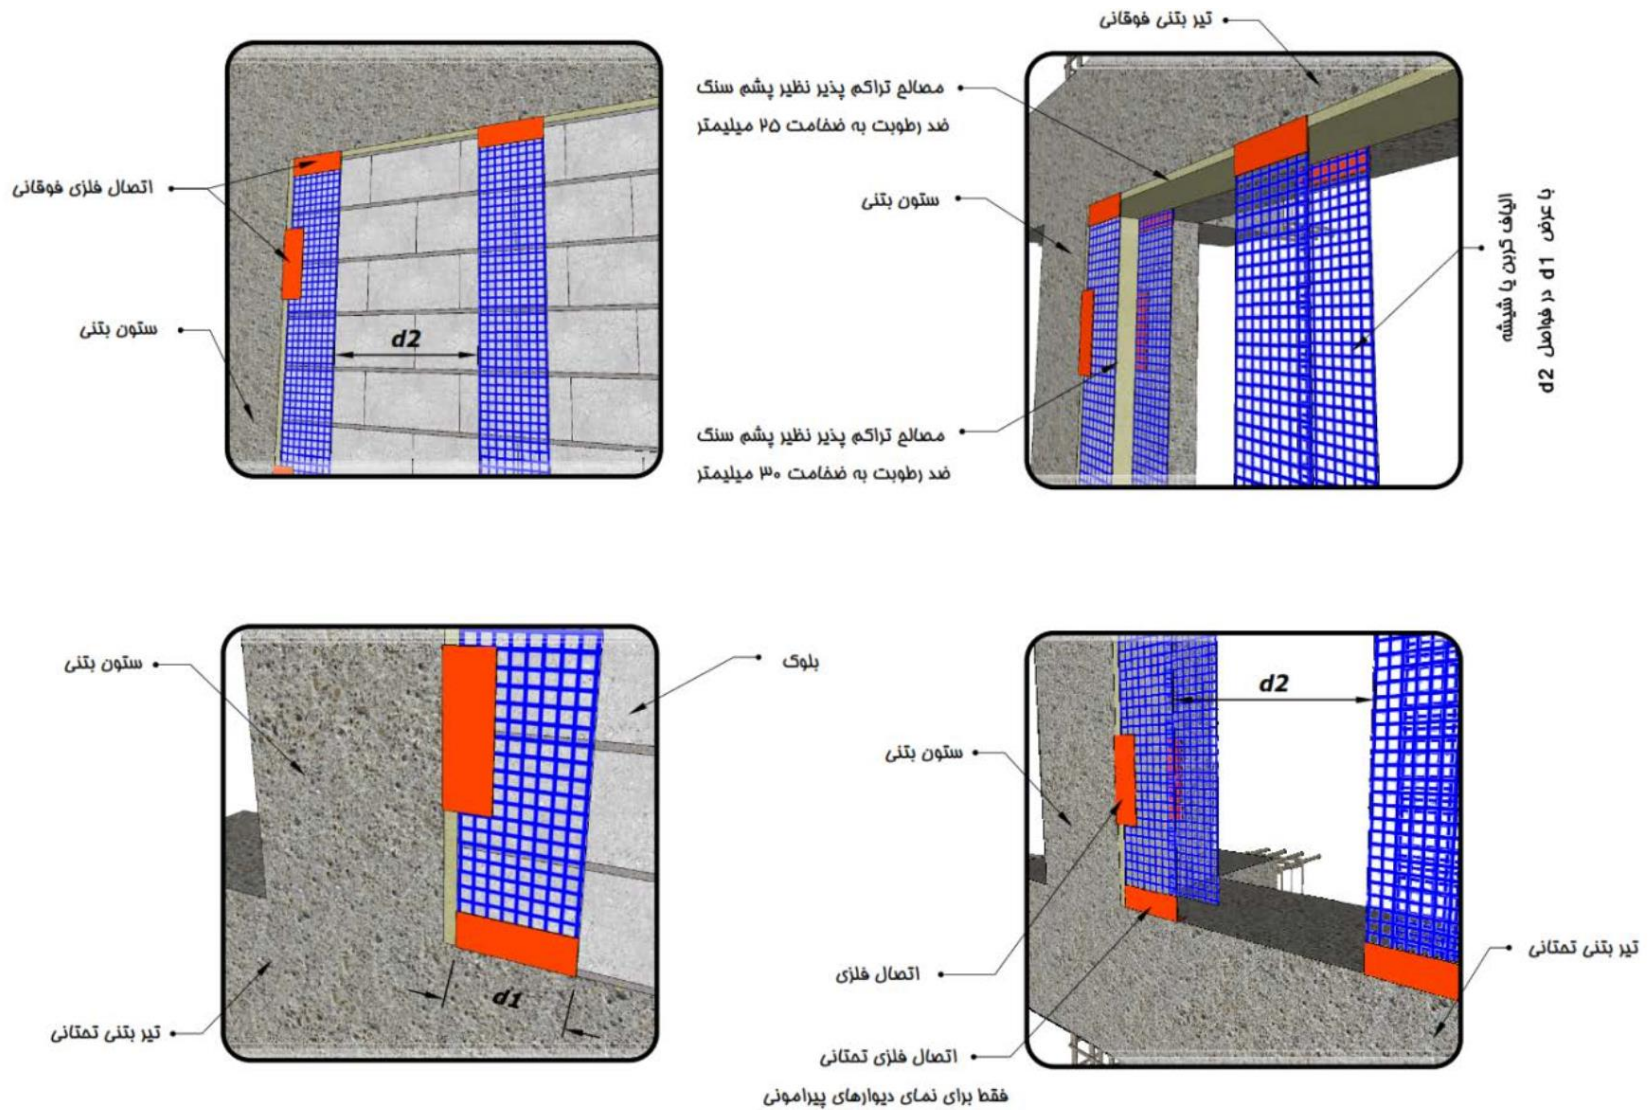 تیر بتنی فوقانی
مصالح تراکم پذیر نظیر پشم سنگ
ضد رطوبت به ضخامت ۲۵ میلیمتر
ستون بتنی
الیاف کربن یا شیشه
با عرض d1 در فواصل d2
مصالح تراکم پذیر نظیر پشم سنگ
ضد رطوبت به ضخامت ۳۰ میلیمتر
اتصال فلزی فوقانی
ستون بتنی
d2
ستون بتنی
بلوک
تیر بتنی تحتانی
d1
d2
ستون بتنی
اتصال فلزی
تیر بتنی تحتانی
اتصال فلزی تحتانی
فقط برای نمای دیوارهای پیرامونی